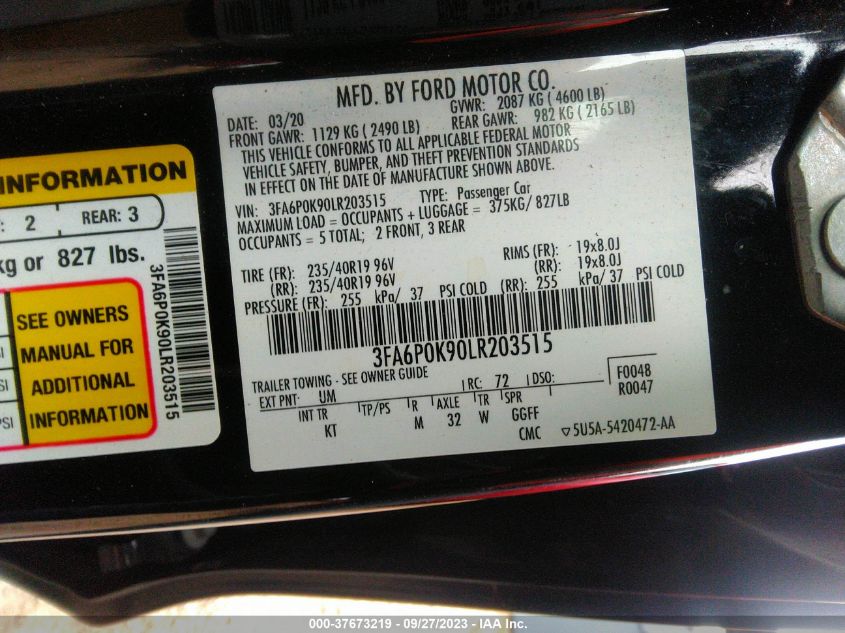 MFD. BY FORD MOTOR CO.
DATE: 03/20 GVWR: 2087 KG ( 4600 LB)
FRONT GAWR: 1129 KG ( 2490 LB) REAR GAWR: 982 KG ( 2165 LB)
THIS VEHICLE CONFORMS TO ALL APPLICABLE FEDERAL MOTOR
VEHICLE SAFETY, BUMPER, AND THEFT PREVENTION STANDARDS
IN EFFECT ON THE DATE OF MANUFACTURE SHOWN ABOVE.
VIN: 3FA6P0K90LR203515 TYPE: Passenger Car
MAXIMUM LOAD = OCCUPANTS + LUGGAGE = 375KG/ 827LB
OCCUPANTS = 5 TOTAL; 2 FRONT, 3 REAR
TIRE (FR): 235/40R19 96V RIMS (FR): 19x8.0J
(RR): 235/40R19 96V (RR): 19x8.0J
PRESSURE (FR): 255 kPa/ 37 PSI COLD (RR): 255 kPa/ 37 PSI COLD
3FA6P0K90LR203515
TRAILER TOWING - SEE OWNER GUIDE
EXT PNT: UM RC: 72 DSO: F0048
R0047
INT TR TP/PS R AXLE TR SPR
KT M 32 W GGFF
CMC ▽5U5A-5420472-AA
INFORMATION
: 2 REAR: 3
kg or 827 lbs.
SEE OWNERS
MANUAL FOR
ADDITIONAL
INFORMATION
PSI
3FA6P0K90LR203515
000-37673219 / 09/27/2023 - IAA Inc.